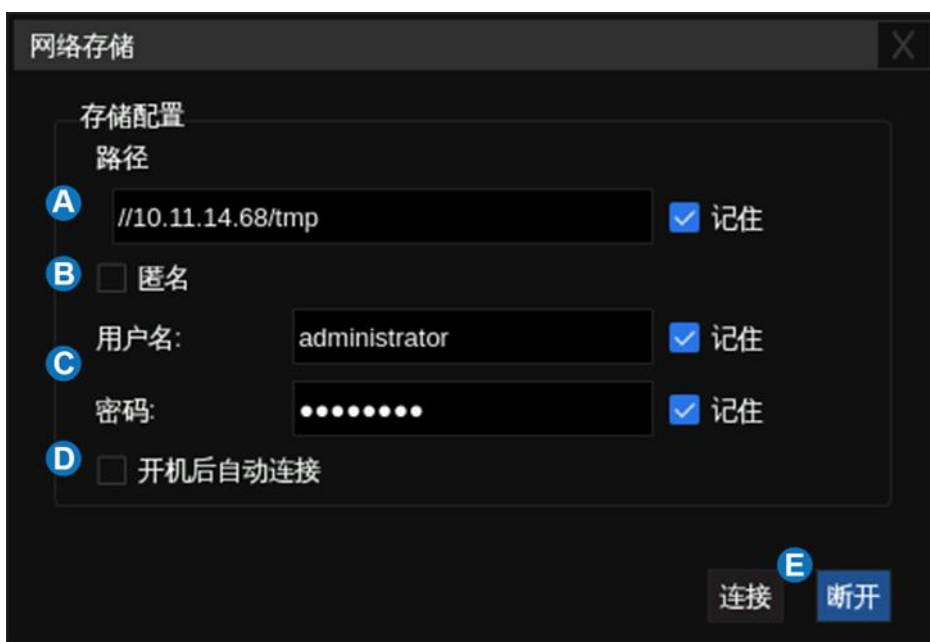 网络存储 X
存储配置
路径
A
//10.11.14.68/tmp 记住
B 匿名
用户名: administrator 记住
C
密码: ●●●●●●●● 记住
D 开机后自动连接
E
连接 断开